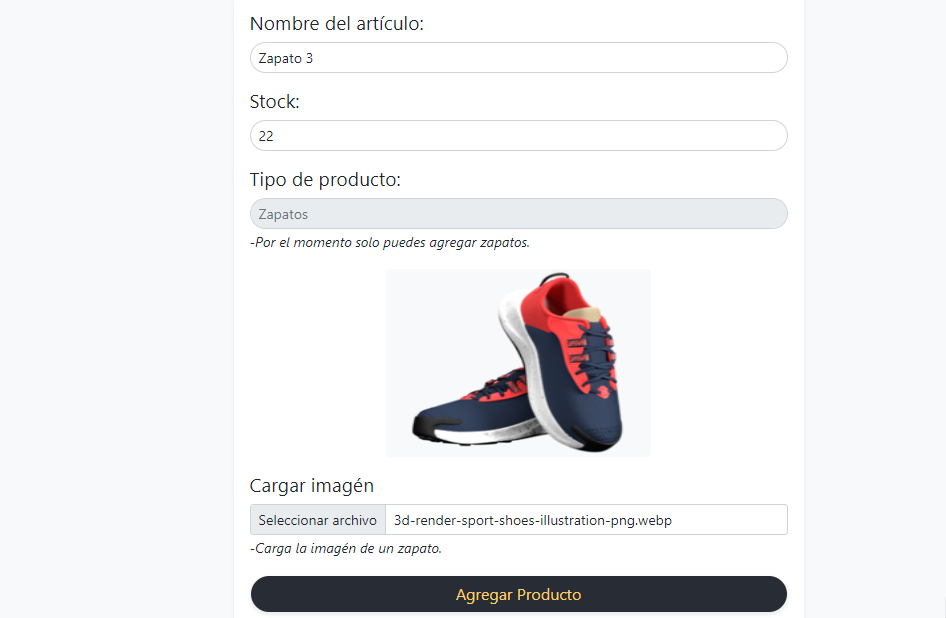 Nombre del artículo:
Zapato 3
Stock:
22
Tipo de producto:
Zapatos
-Por el momento solo puedes agregar zapatos.
Cargar imagén
Seleccionar archivo 3d-render-sport-shoes-illustration-png.webp
-Carga la imagén de un zapato.
Agregar Producto